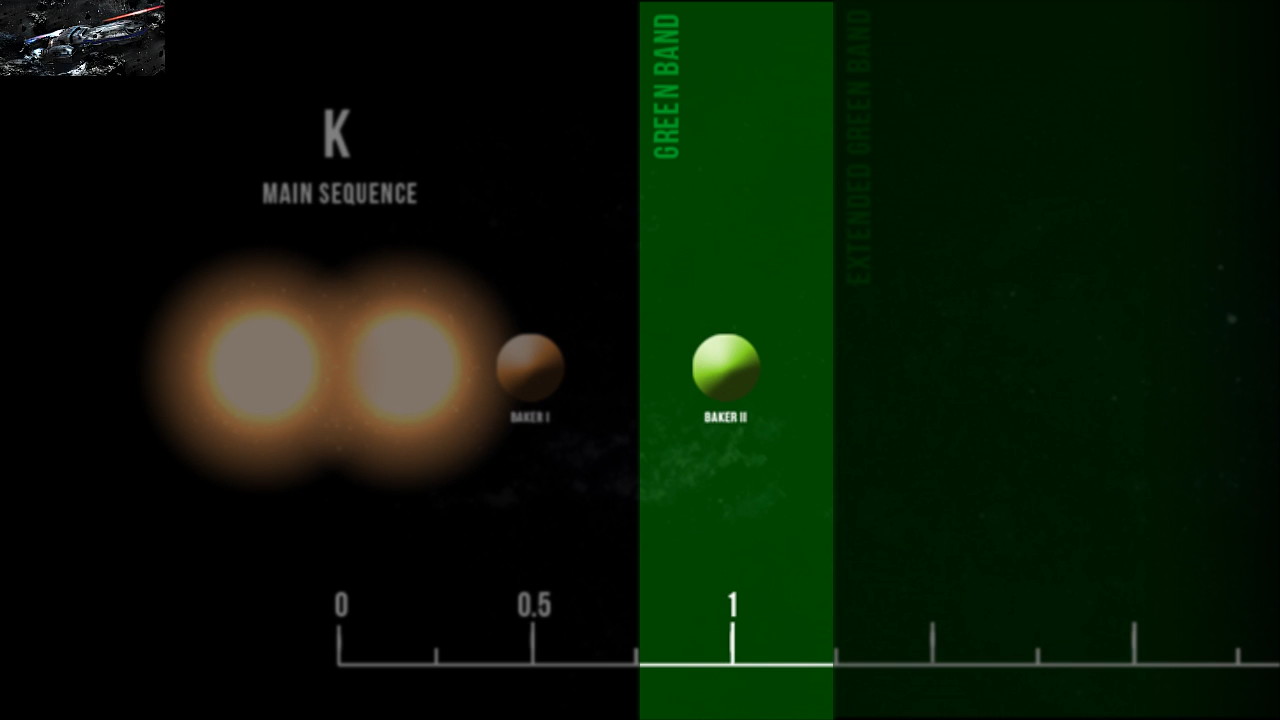 GREEN BAND
EXTENDED GREEN BAND
K
MAIN SEQUENCE
BAKER I
BAKER II
0
0.5
1